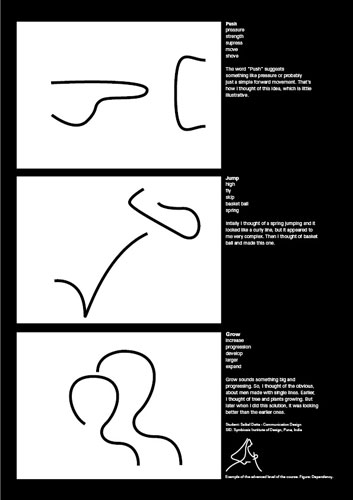 Push
pressure
strength
supress
move
shove
The word "Push" suggests
something like pressure or probably
just a simple forward movement. That's
how I thought of this idea, which is little
illustrative.
Jump
high
fly
skip
basket ball
spring
Intially I thought of a spring jumping and it
looked like a curly line, but it appeared to
me very complex. Then I thought of basket
ball and made this one.
Grow
increase
progression
develop
larger
expand
Grow sounds something big and
progressing. So, I thought of the obvious,
about men made with single lines. Earlier,
I thought of tree and plants growing. But
later when I did this solution, it was looking
better than the earlier ones.
Student: Saikat Datta - Communication Design
SID. Symbiosis Institute of Design, Pune, India
Example of the advanced level of the course. Figure: Dependency.